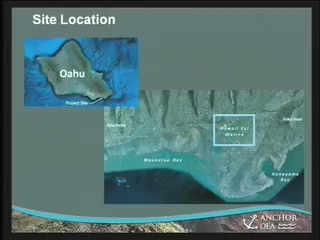 Site Location
Oahu
Project Site
Hawaii Kai
Marina
Maunalua Bay
Hanauma
Bay
ANCHOR
QEA